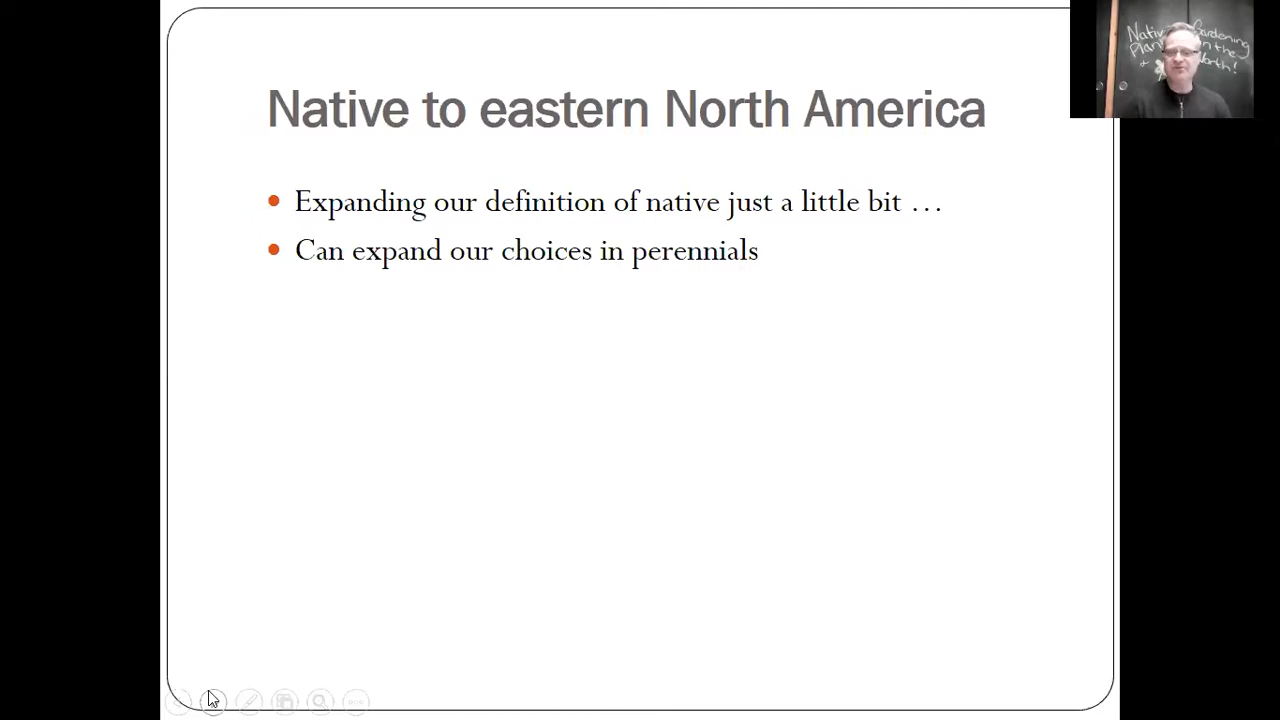 Native to eastern North America
Expanding our definition of native just a little bit …
Can expand our choices in perennials
Native Gardening
Plants in the
North!